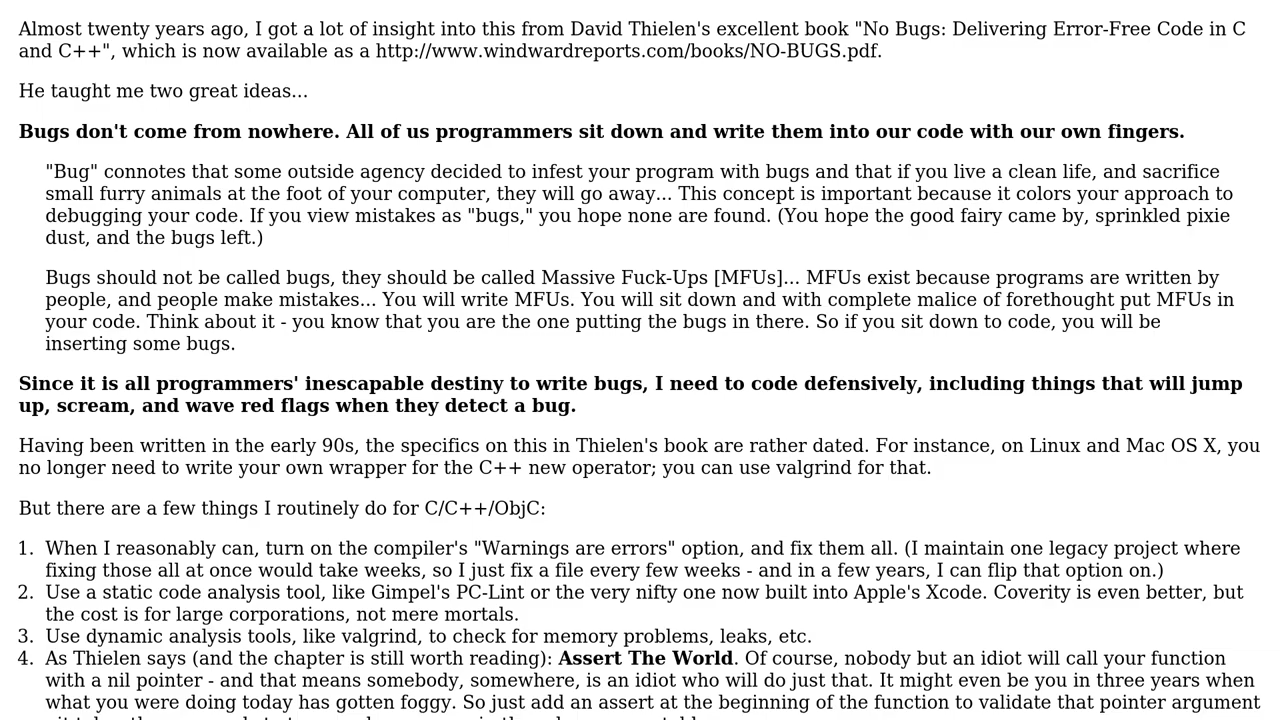 Almost twenty years ago, I got a lot of insight into this from David Thielen's excellent book "No Bugs: Delivering Error-Free Code in C
and C++", which is now available as a http://www.windwardreports.com/books/NO-BUGS.pdf.
He taught me two great ideas...
Bugs don't come from nowhere. All of us programmers sit down and write them into our code with our own fingers.
"Bug" connotes that some outside agency decided to infest your program with bugs and that if you live a clean life, and sacrifice
small furry animals at the foot of your computer, they will go away... This concept is important because it colors your approach to
debugging your code. If you view mistakes as "bugs," you hope none are found. (You hope the good fairy came by, sprinkled pixie
dust, and the bugs left.)
Bugs should not be called bugs, they should be called Massive Fuck-Ups [MFUs]... MFUs exist because programs are written by
people, and people make mistakes... You will write MFUs. You will sit down and with complete malice of forethought put MFUs in
your code. Think about it - you know that you are the one putting the bugs in there. So if you sit down to code, you will be
inserting some bugs.
Since it is all programmers' inescapable destiny to write bugs, I need to code defensively, including things that will jump
up, scream, and wave red flags when they detect a bug.
Having been written in the early 90s, the specifics on this in Thielen's book are rather dated. For instance, on Linux and Mac OS X, you
no longer need to write your own wrapper for the C++ new operator; you can use valgrind for that.
But there are a few things I routinely do for C/C++/ObjC:
1. When I reasonably can, turn on the compiler's "Warnings are errors" option, and fix them all. (I maintain one legacy project where
fixing those all at once would take weeks, so I just fix a file every few weeks - and in a few years, I can flip that option on.)
2. Use a static code analysis tool, like Gimpel's PC-Lint or the very nifty one now built into Apple's Xcode. Coverity is even better, but
the cost is for large corporations, not mere mortals.
3. Use dynamic analysis tools, like valgrind, to check for memory problems, leaks, etc.
4. As Thielen says (and the chapter is still worth reading): Assert The World. Of course, nobody but an idiot will call your function
with a nil pointer - and that means somebody, somewhere, is an idiot who will do just that. It might even be you in three years when
what you were doing today has gotten foggy. So just add an assert at the beginning of the function to validate that pointer argument